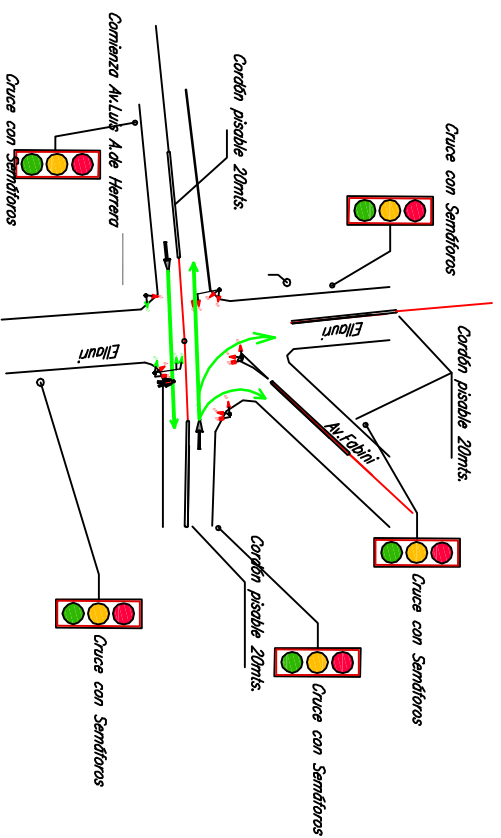 Cruce con Semáforos
Cordón pisable 20mts.
Ellauri
Av.Fabini
Cruce con Semáforos
Cordón pisable 20mts.
Comienza Av.Luis A.de Herrera
Cruce con Semáforos
Ellauri
Cordón pisable 20mts.
Cruce con Semáforos
Cruce con Semáforos